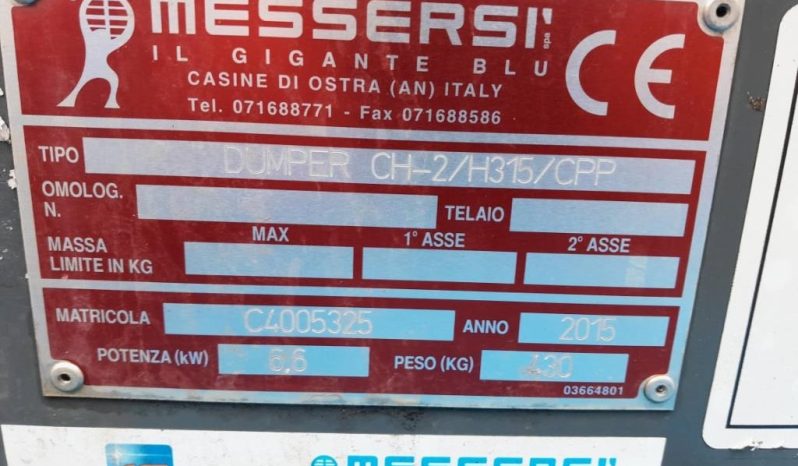 MESSERSI' spa
IL GIGANTE BLU
CASINE DI OSTRA (AN) ITALY
Tel. 071688771 - Fax 071688586
CE
TIPO DUMPER CH-2/H315/CPP
OMOLOG. N. TELAIO
MAX 1° ASSE 2° ASSE
MASSA LIMITE IN KG
MATRICOLA C4005325 ANNO 2015
POTENZA (kW) 6,6 PESO (KG) 430
03664801
MESSERSI'